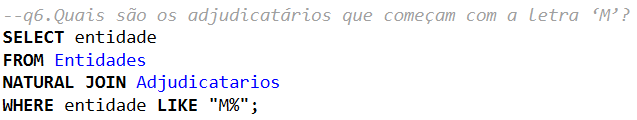 --q6.Quais são os adjudicatários que começam com a letra ‘M’?
SELECT entidade
FROM Entidades
NATURAL JOIN Adjudicatarios
WHERE entidade LIKE "M%";